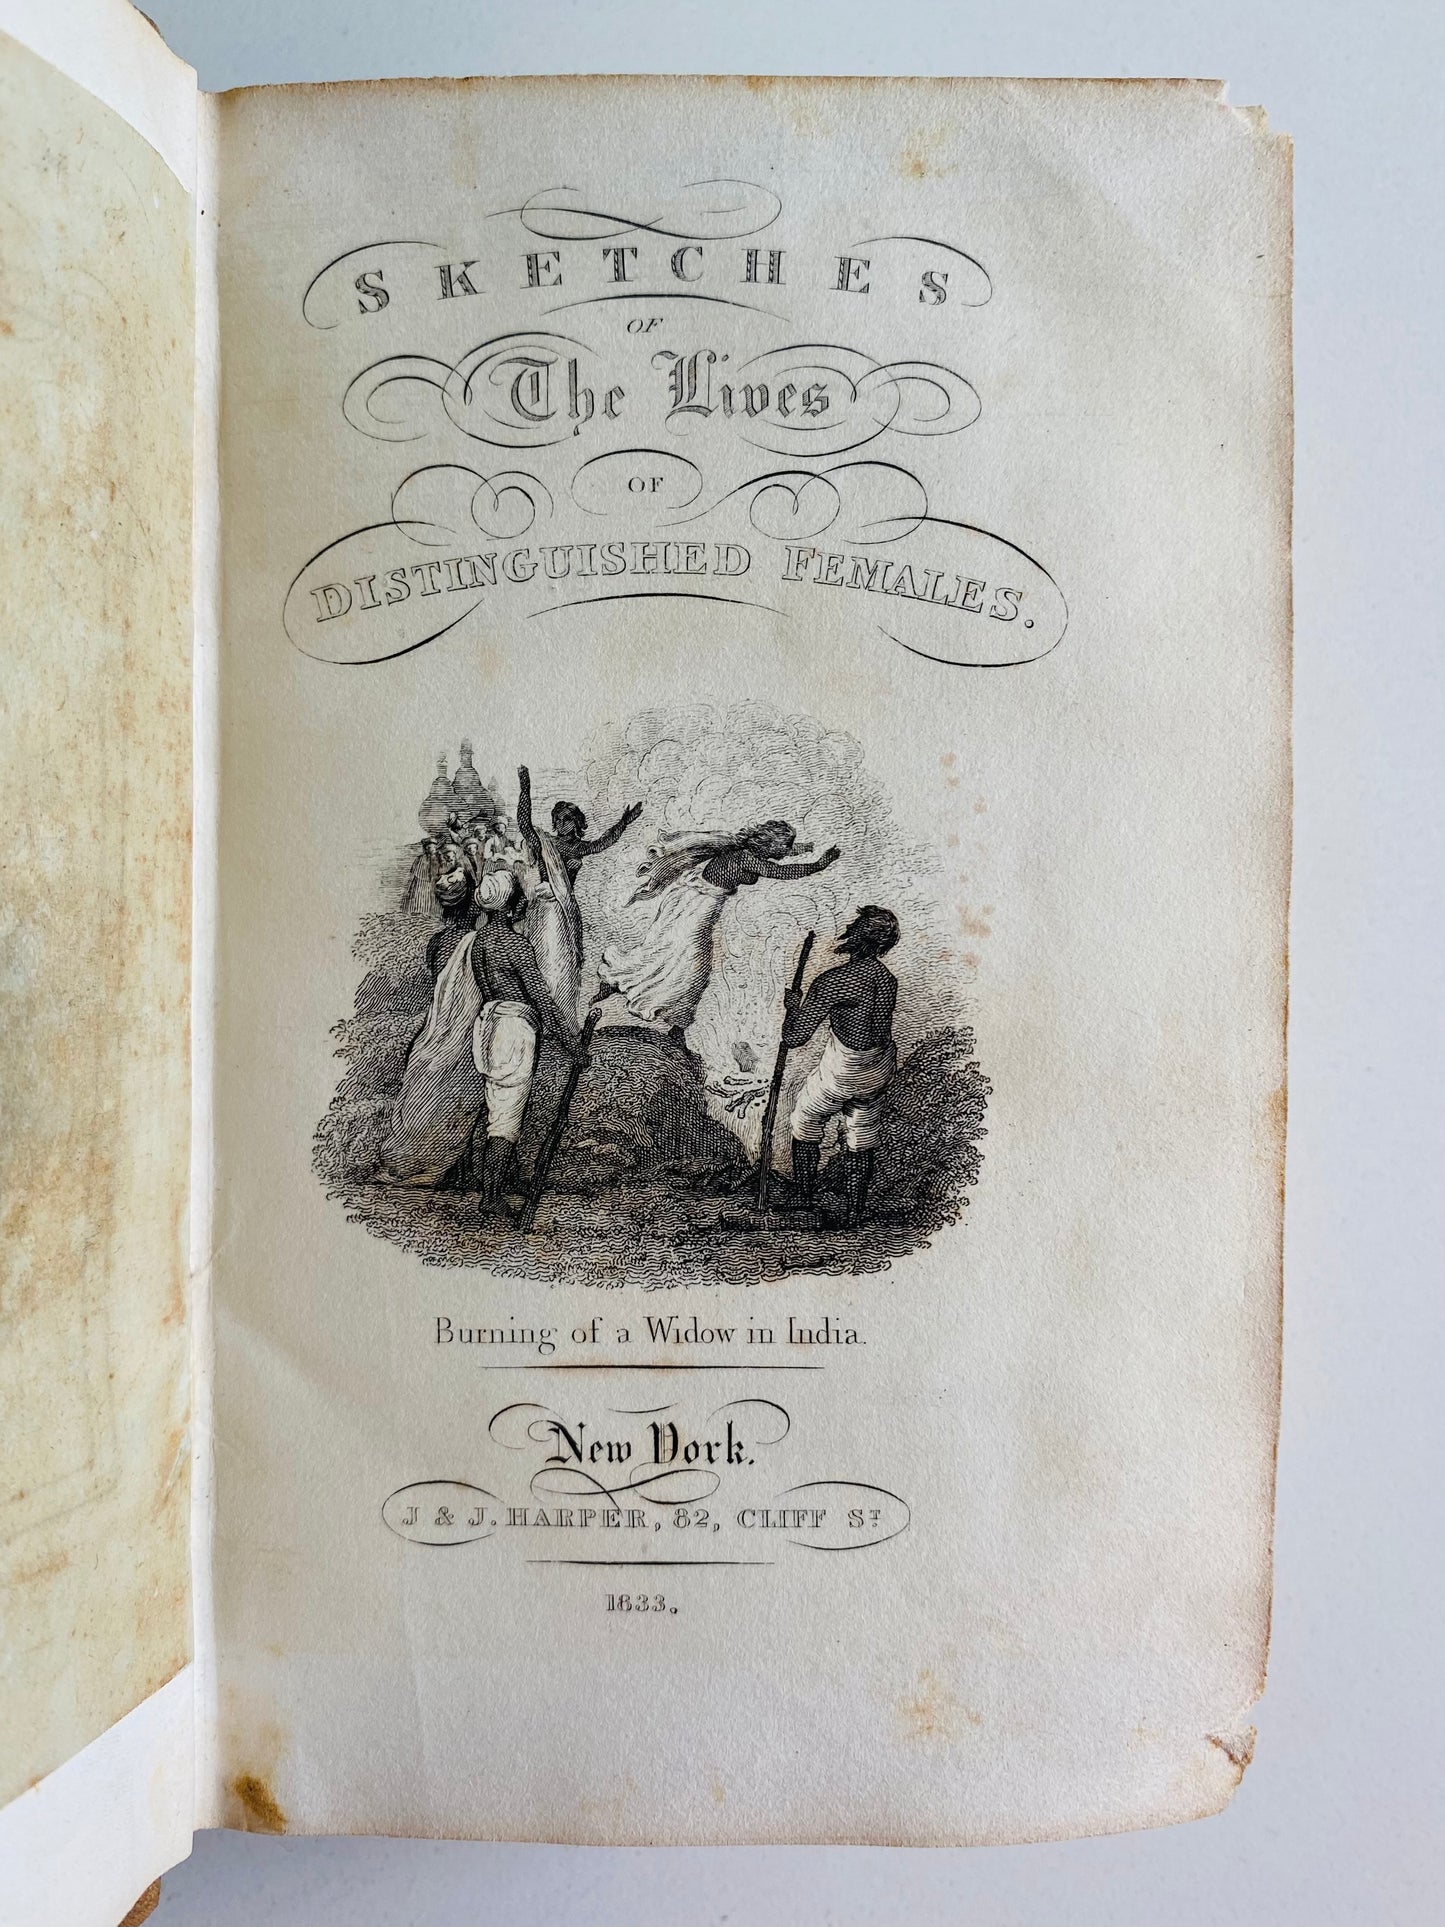 SKETCHES
OF
The Lives
OF
DISTINGUISHED FEMALES.
Burning of a Widow in India.
New York.
J & J. HARPER, 82, CLIFF ST.
1833.